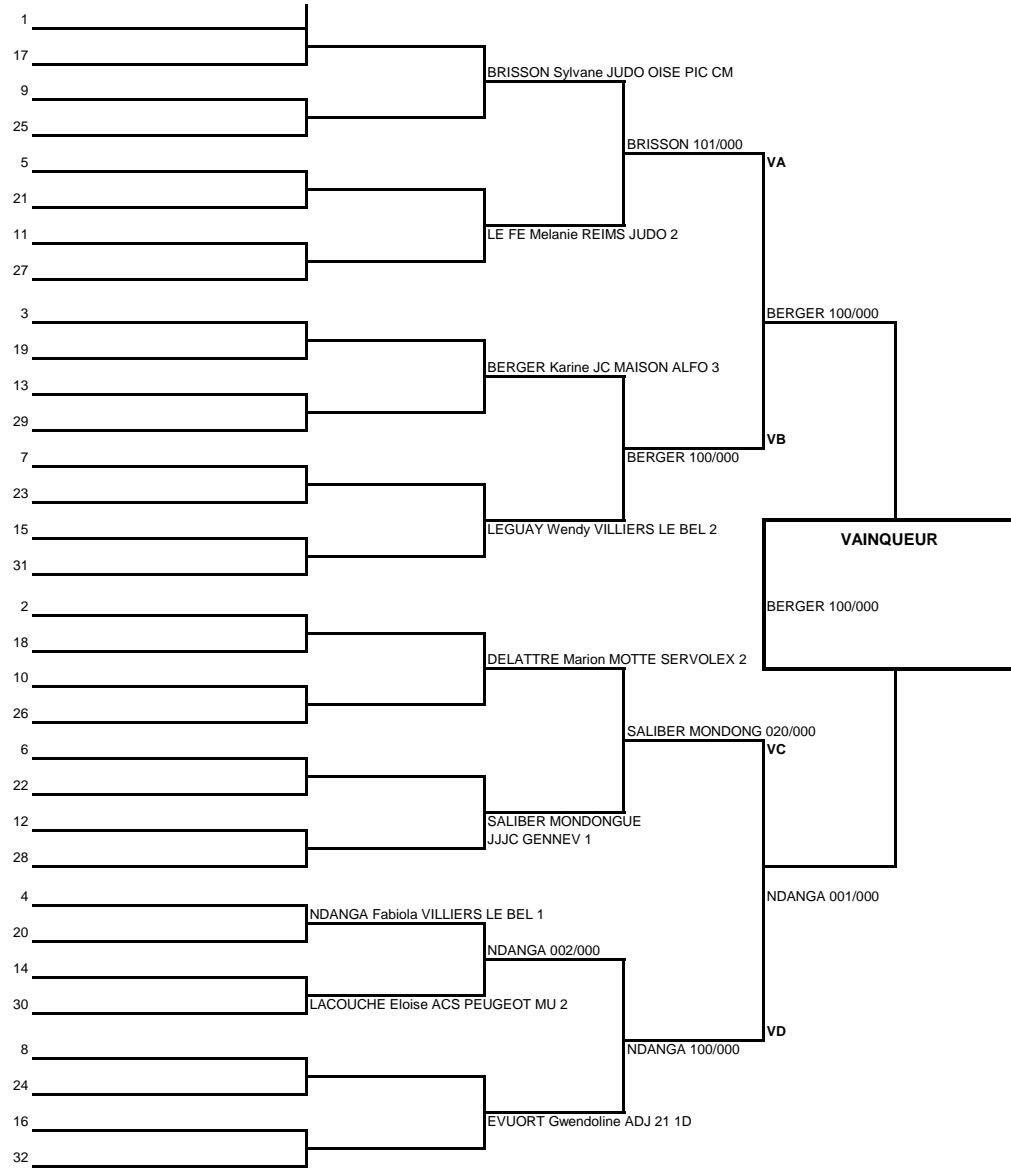 1
17
BRISSON Sylvane JUDO OISE PIC CM
9
25
BRISSON 101/000
VA
5
21
LE FE Melanie REIMS JUDO 2
11
27
BERGER 100/000
3
19
BERGER Karine JC MAISON ALFO 3
13
29
VB
BERGER 100/000
7
23
LEGUAY Wendy VILLIERS LE BEL 2
15
31
VAINQUEUR
BERGER 100/000
2
18
DELATTRE Marion MOTTE SERVOLEX 2
10
26
SALIBER MONDONG 020/000
VC
6
22
SALIBER MONDONGUE
JJJC GENNEV 1
12
28
NDANGA 001/000
4
NDANGA Fabiola VILLIERS LE BEL 1
20
NDANGA 002/000
14
30
LACOUCHE Eloise ACS PEUGEOT MU 2
VD
NDANGA 100/000
8
24
EVUORT Gwendoline ADJ 21 1D
16
32